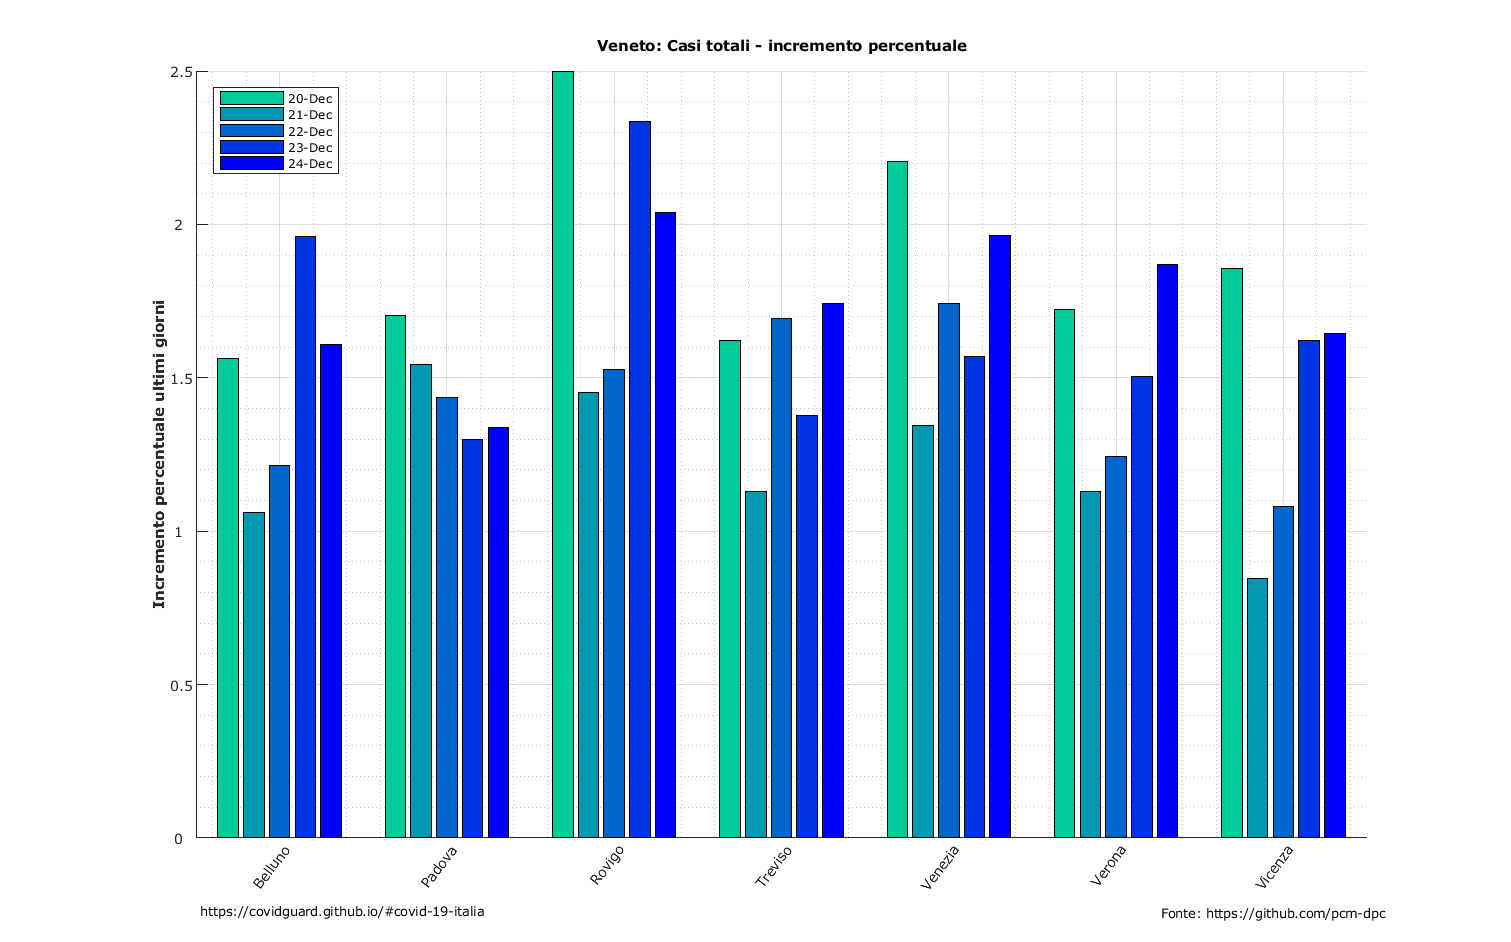 Veneto: Casi totali - incremento percentuale
2.5
2
1.5
1
0.5
0
Incremento percentuale ultimi giorni
20-Dec
21-Dec
22-Dec
23-Dec
24-Dec
Belluno
Padova
Rovigo
Treviso
Venezia
Verona
Vicenza
https://covidguard.github.io/#covid-19-italia
Fonte: https://github.com/pcm-dpc